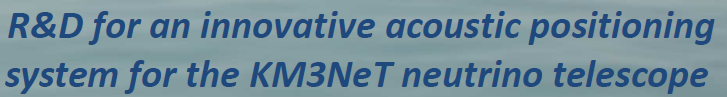 R&D for an innovative acoustic positioning
system for the KM3NeT neutrino telescope